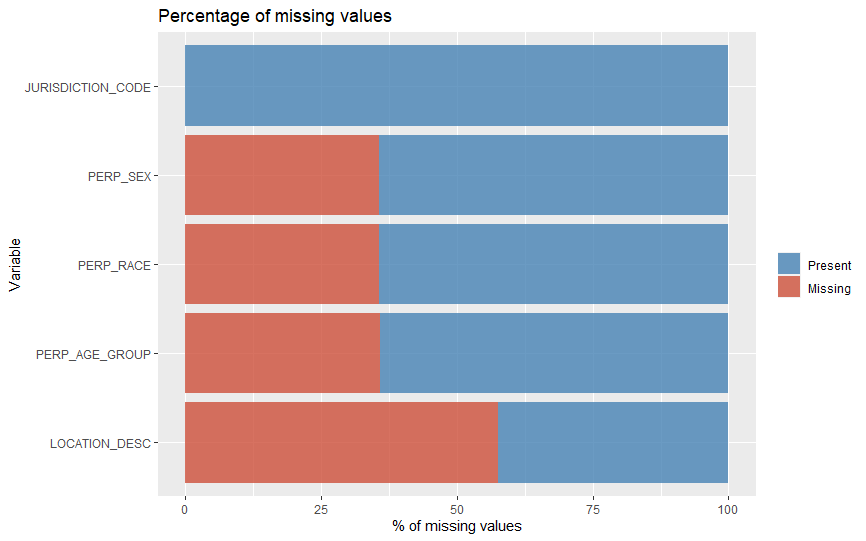 Percentage of missing values
Variable
JURISDICTION_CODE
PERP_SEX
PERP_RACE
PERP_AGE_GROUP
LOCATION_DESC
0 25 50 75 100
% of missing values
Present
Missing